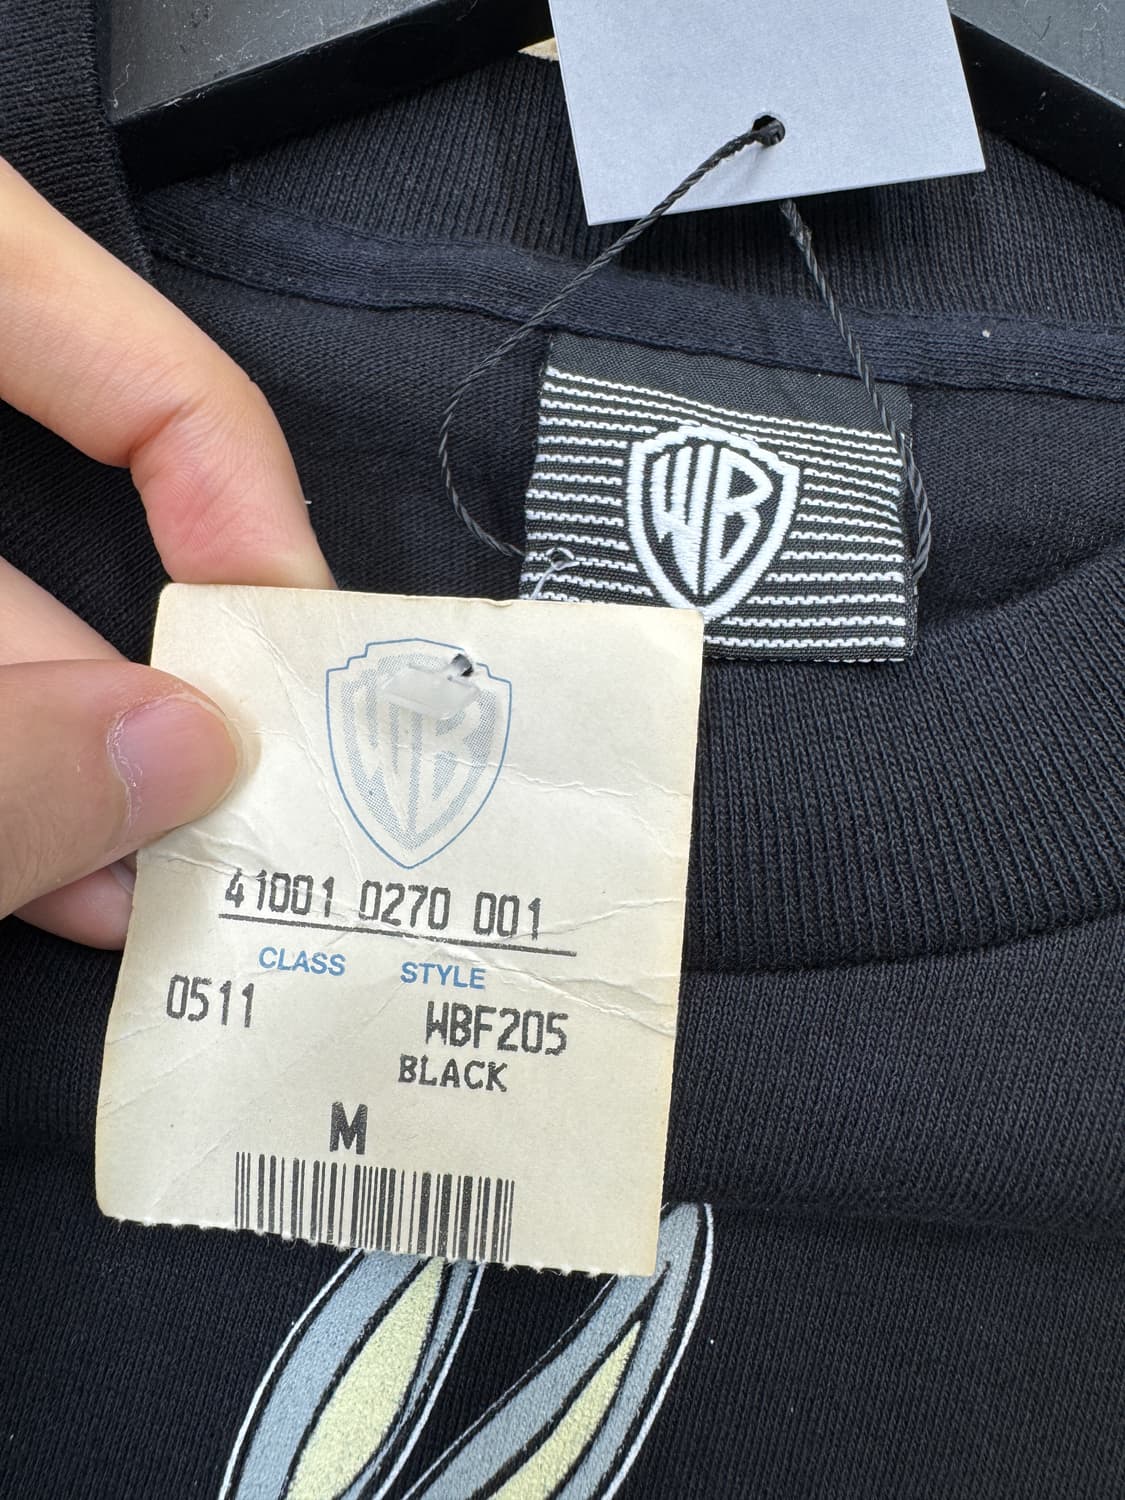 WB
WB
41001 0270 001
CLASS STYLE
0511 WBF205
BLACK
M